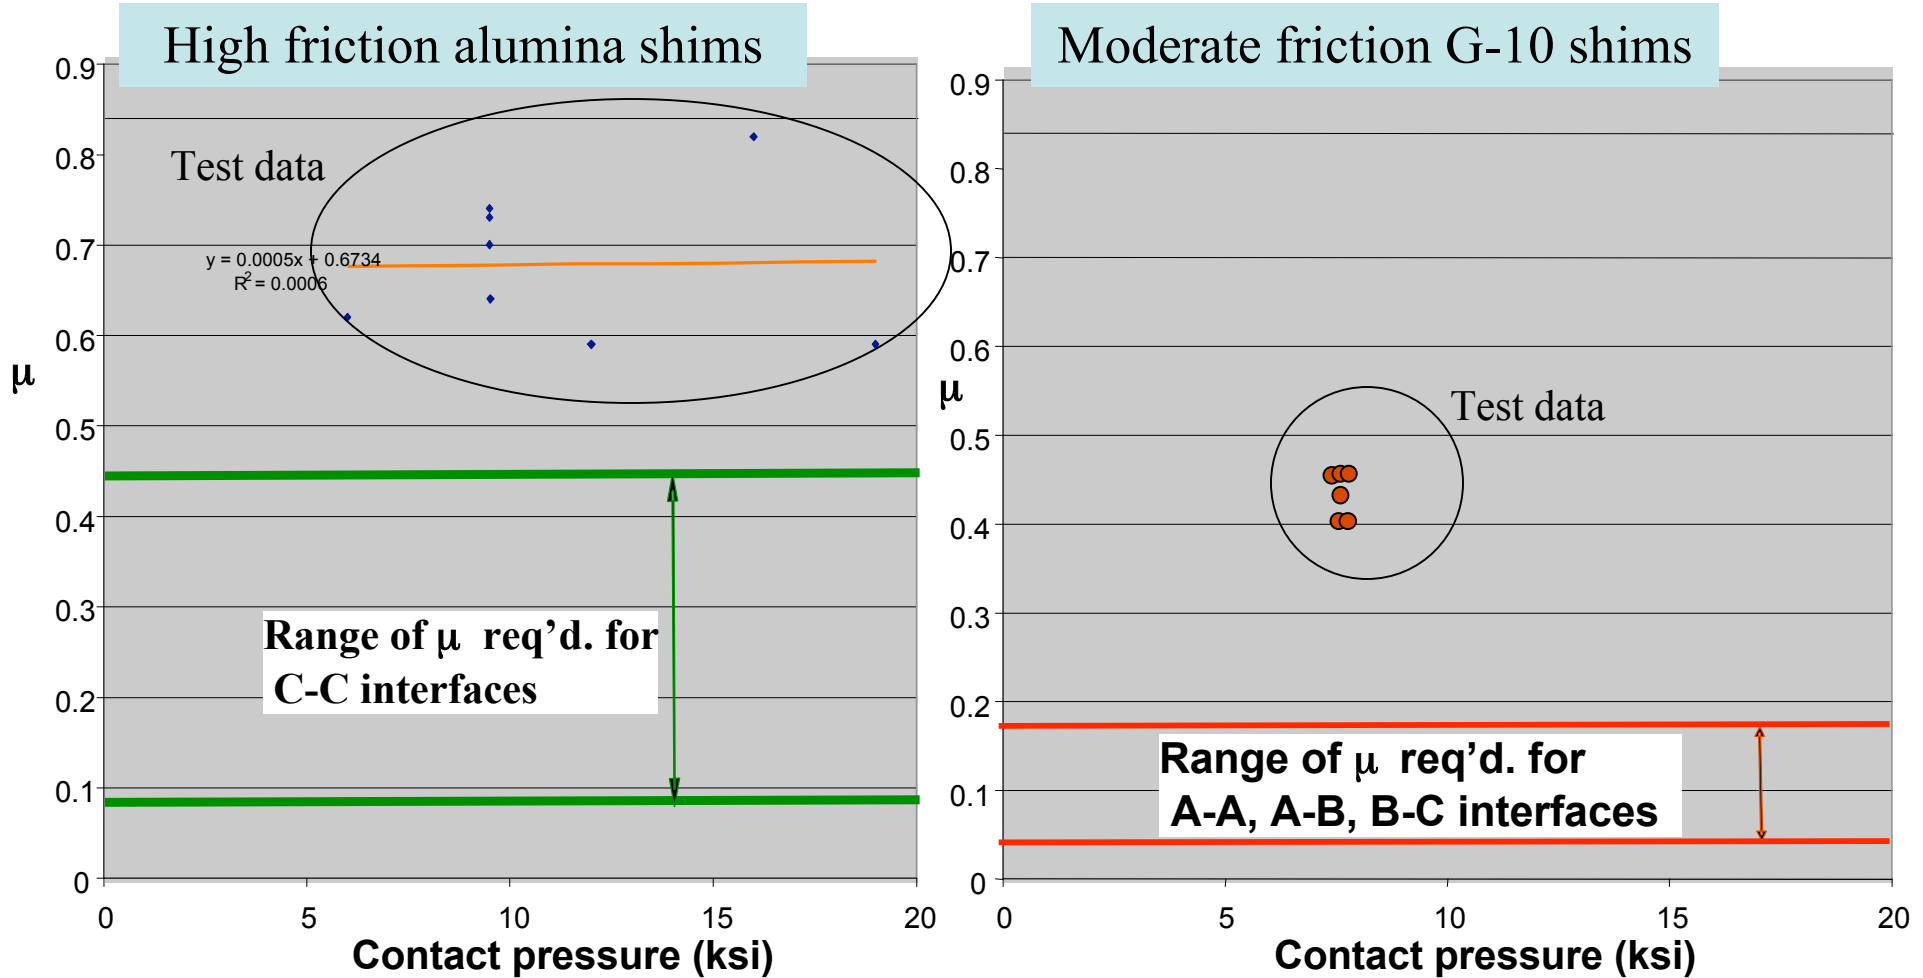 High friction alumina shims
0.9
0.8
0.7
0.6
0.5
0.4
0.3
0.2
0.1
0
μ
Test data
y = 0.0005x + 0.6734
R2 = 0.0006
Range of μ req’d. for
C-C interfaces
0
5
10
15
20
Contact pressure (ksi)
Moderate friction G-10 shims
0.9
0.8
0.7
0.6
0.5
0.4
0.3
0.2
0.1
0
μ
Test data
Range of μ req’d. for
A-A, A-B, B-C interfaces
0
5
10
15
20
Contact pressure (ksi)